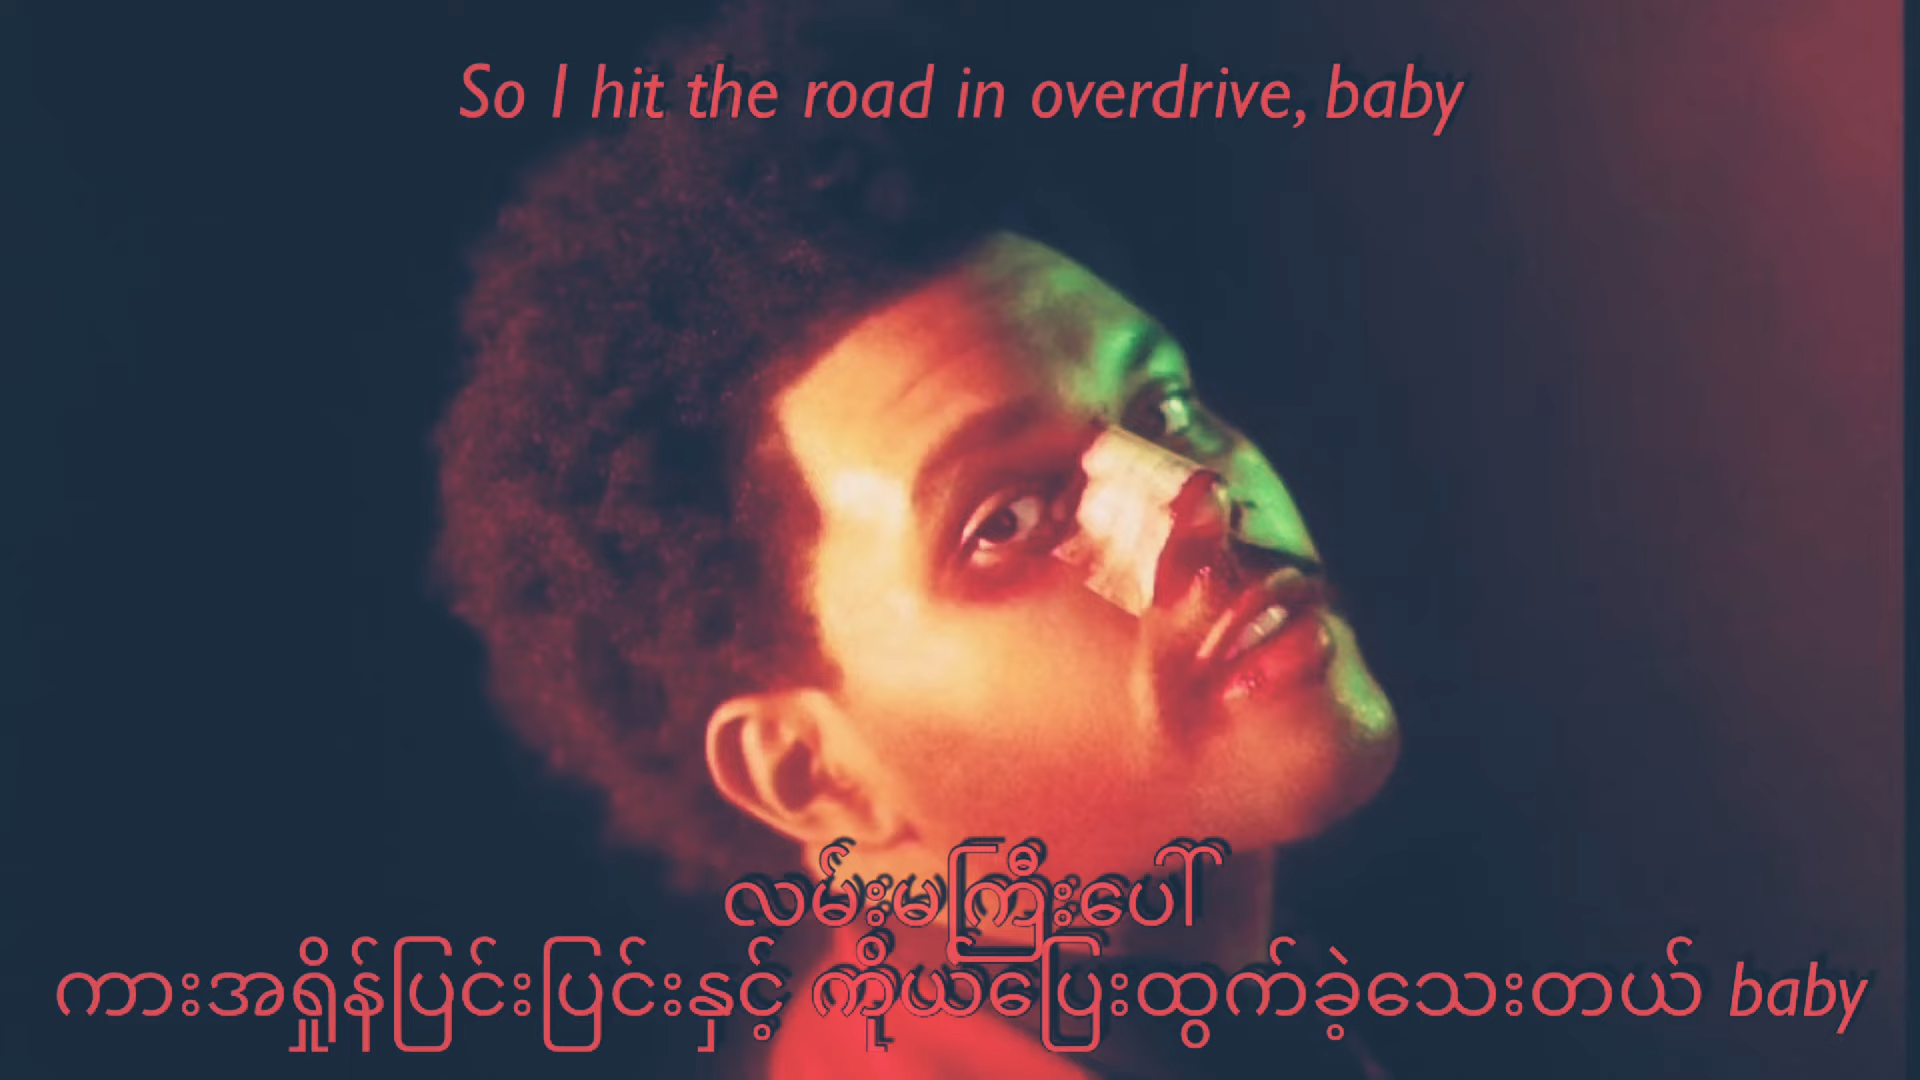 So I hit the road in overdrive, baby
လမ်းမကြီးပေါ်
ကားအရှိန်ပြင်းပြင်းနှင့် ကိုယ်ပြေးထွက်ခဲ့သေးတယ် baby